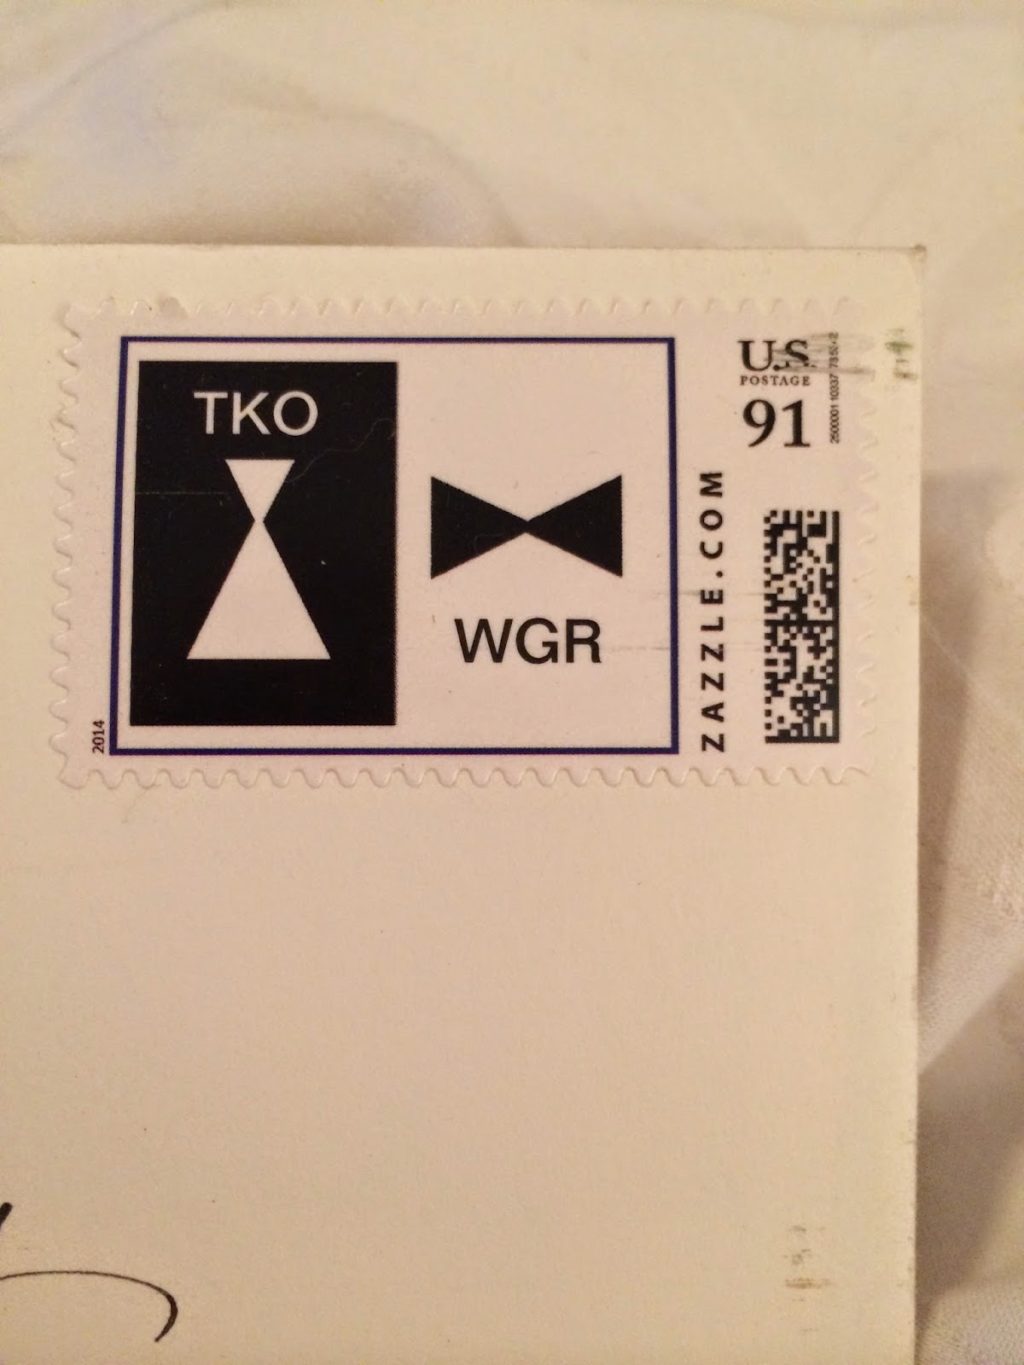 TKO
WGR
2014
ZAZZLE.COM
U.S.
POSTAGE
91